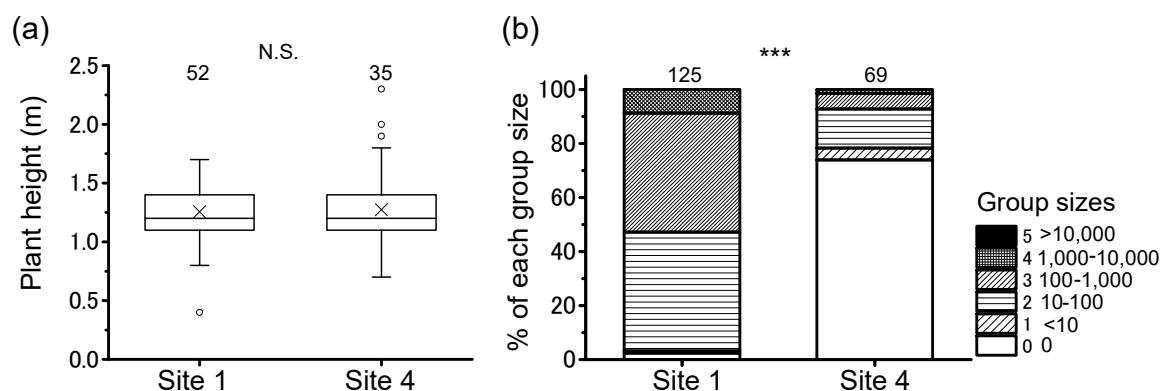 (a)
N.S.
52
35
2.5
2.0
1.5
1.0
0.5
0.0
Plant height (m)
Site 1
Site 4
(b)
***
125
69
100
80
60
40
20
0
% of each group size
Site 1
Site 4
Group sizes
5 >10,000
4 1,000-10,000
3 100-1,000
2 10-100
1 <10
0 0